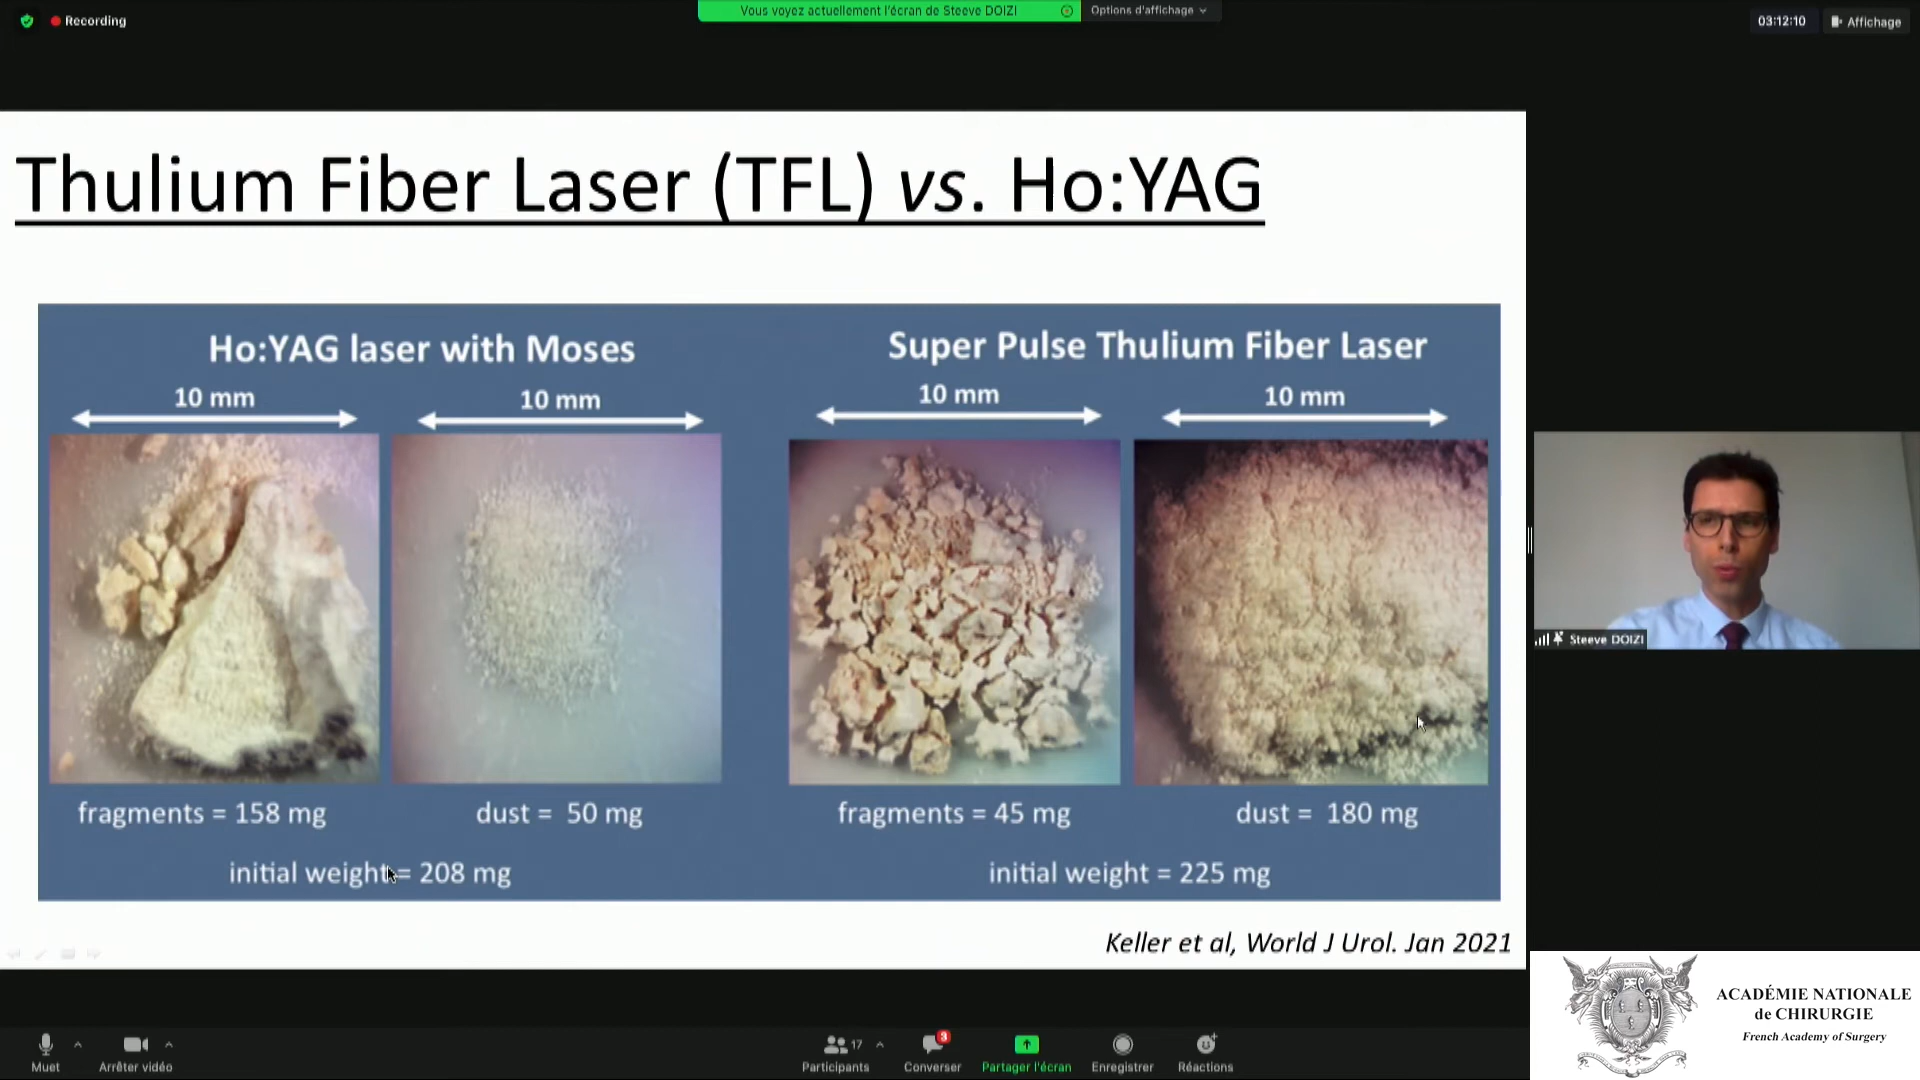 Recording
Vous voyez actuellement l'écran de Steeve DOIZI
Options d'affichage
03:12:10
Affichage
Thulium Fiber Laser (TFL) vs. Ho:YAG
Ho:YAG laser with Moses
Super Pulse Thulium Fiber Laser
10 mm
10 mm
10 mm
10 mm
fragments = 158 mg
dust = 50 mg
fragments = 45 mg
dust = 180 mg
initial weight = 208 mg
initial weight = 225 mg
Keller et al, World J Urol. Jan 2021
Steeve DOIZI
ACADÉMIE NATIONALE
de CHIRURGIE
French Academy of Surgery
Muet
Arrêter vidéo
17
Participants
3
Converser
Partager l'écran
Enregistrer
Réactions